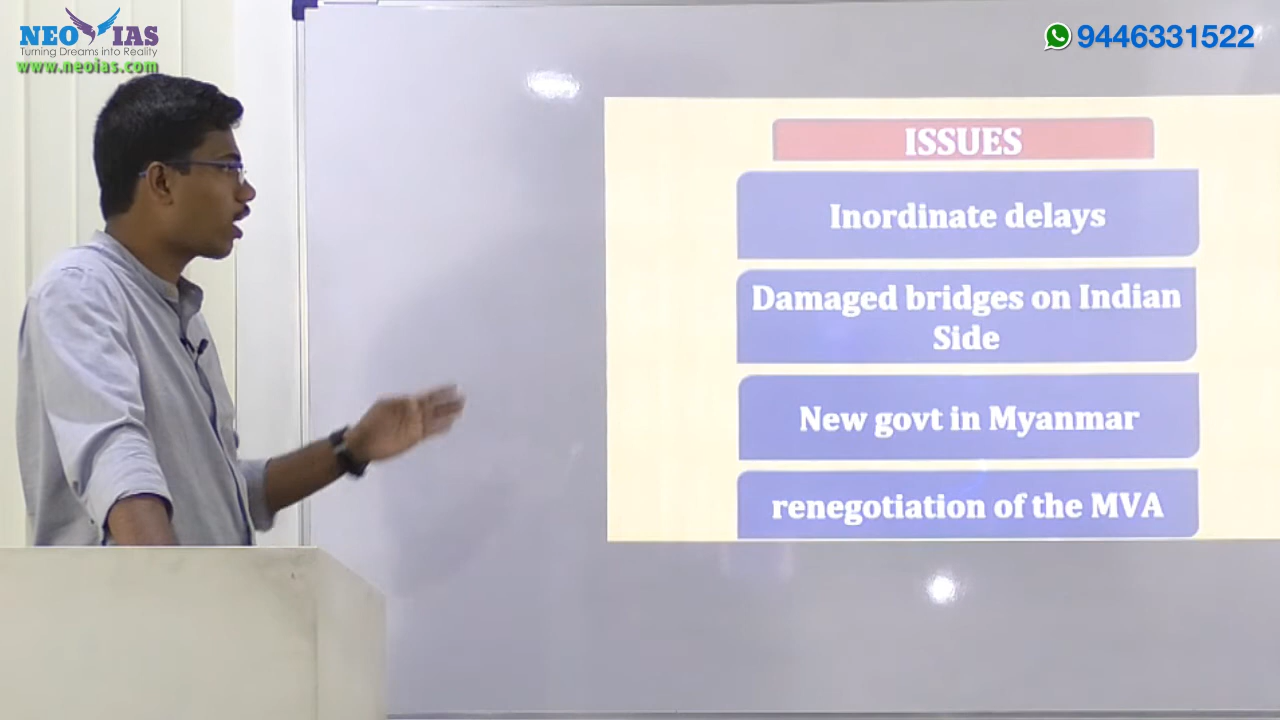 NEO IAS
Turning Dreams into Reality
www.neoias.com
9446331522
ISSUES
Inordinate delays
Damaged bridges on Indian
Side
New govt in Myanmar
renegotiation of the MVA